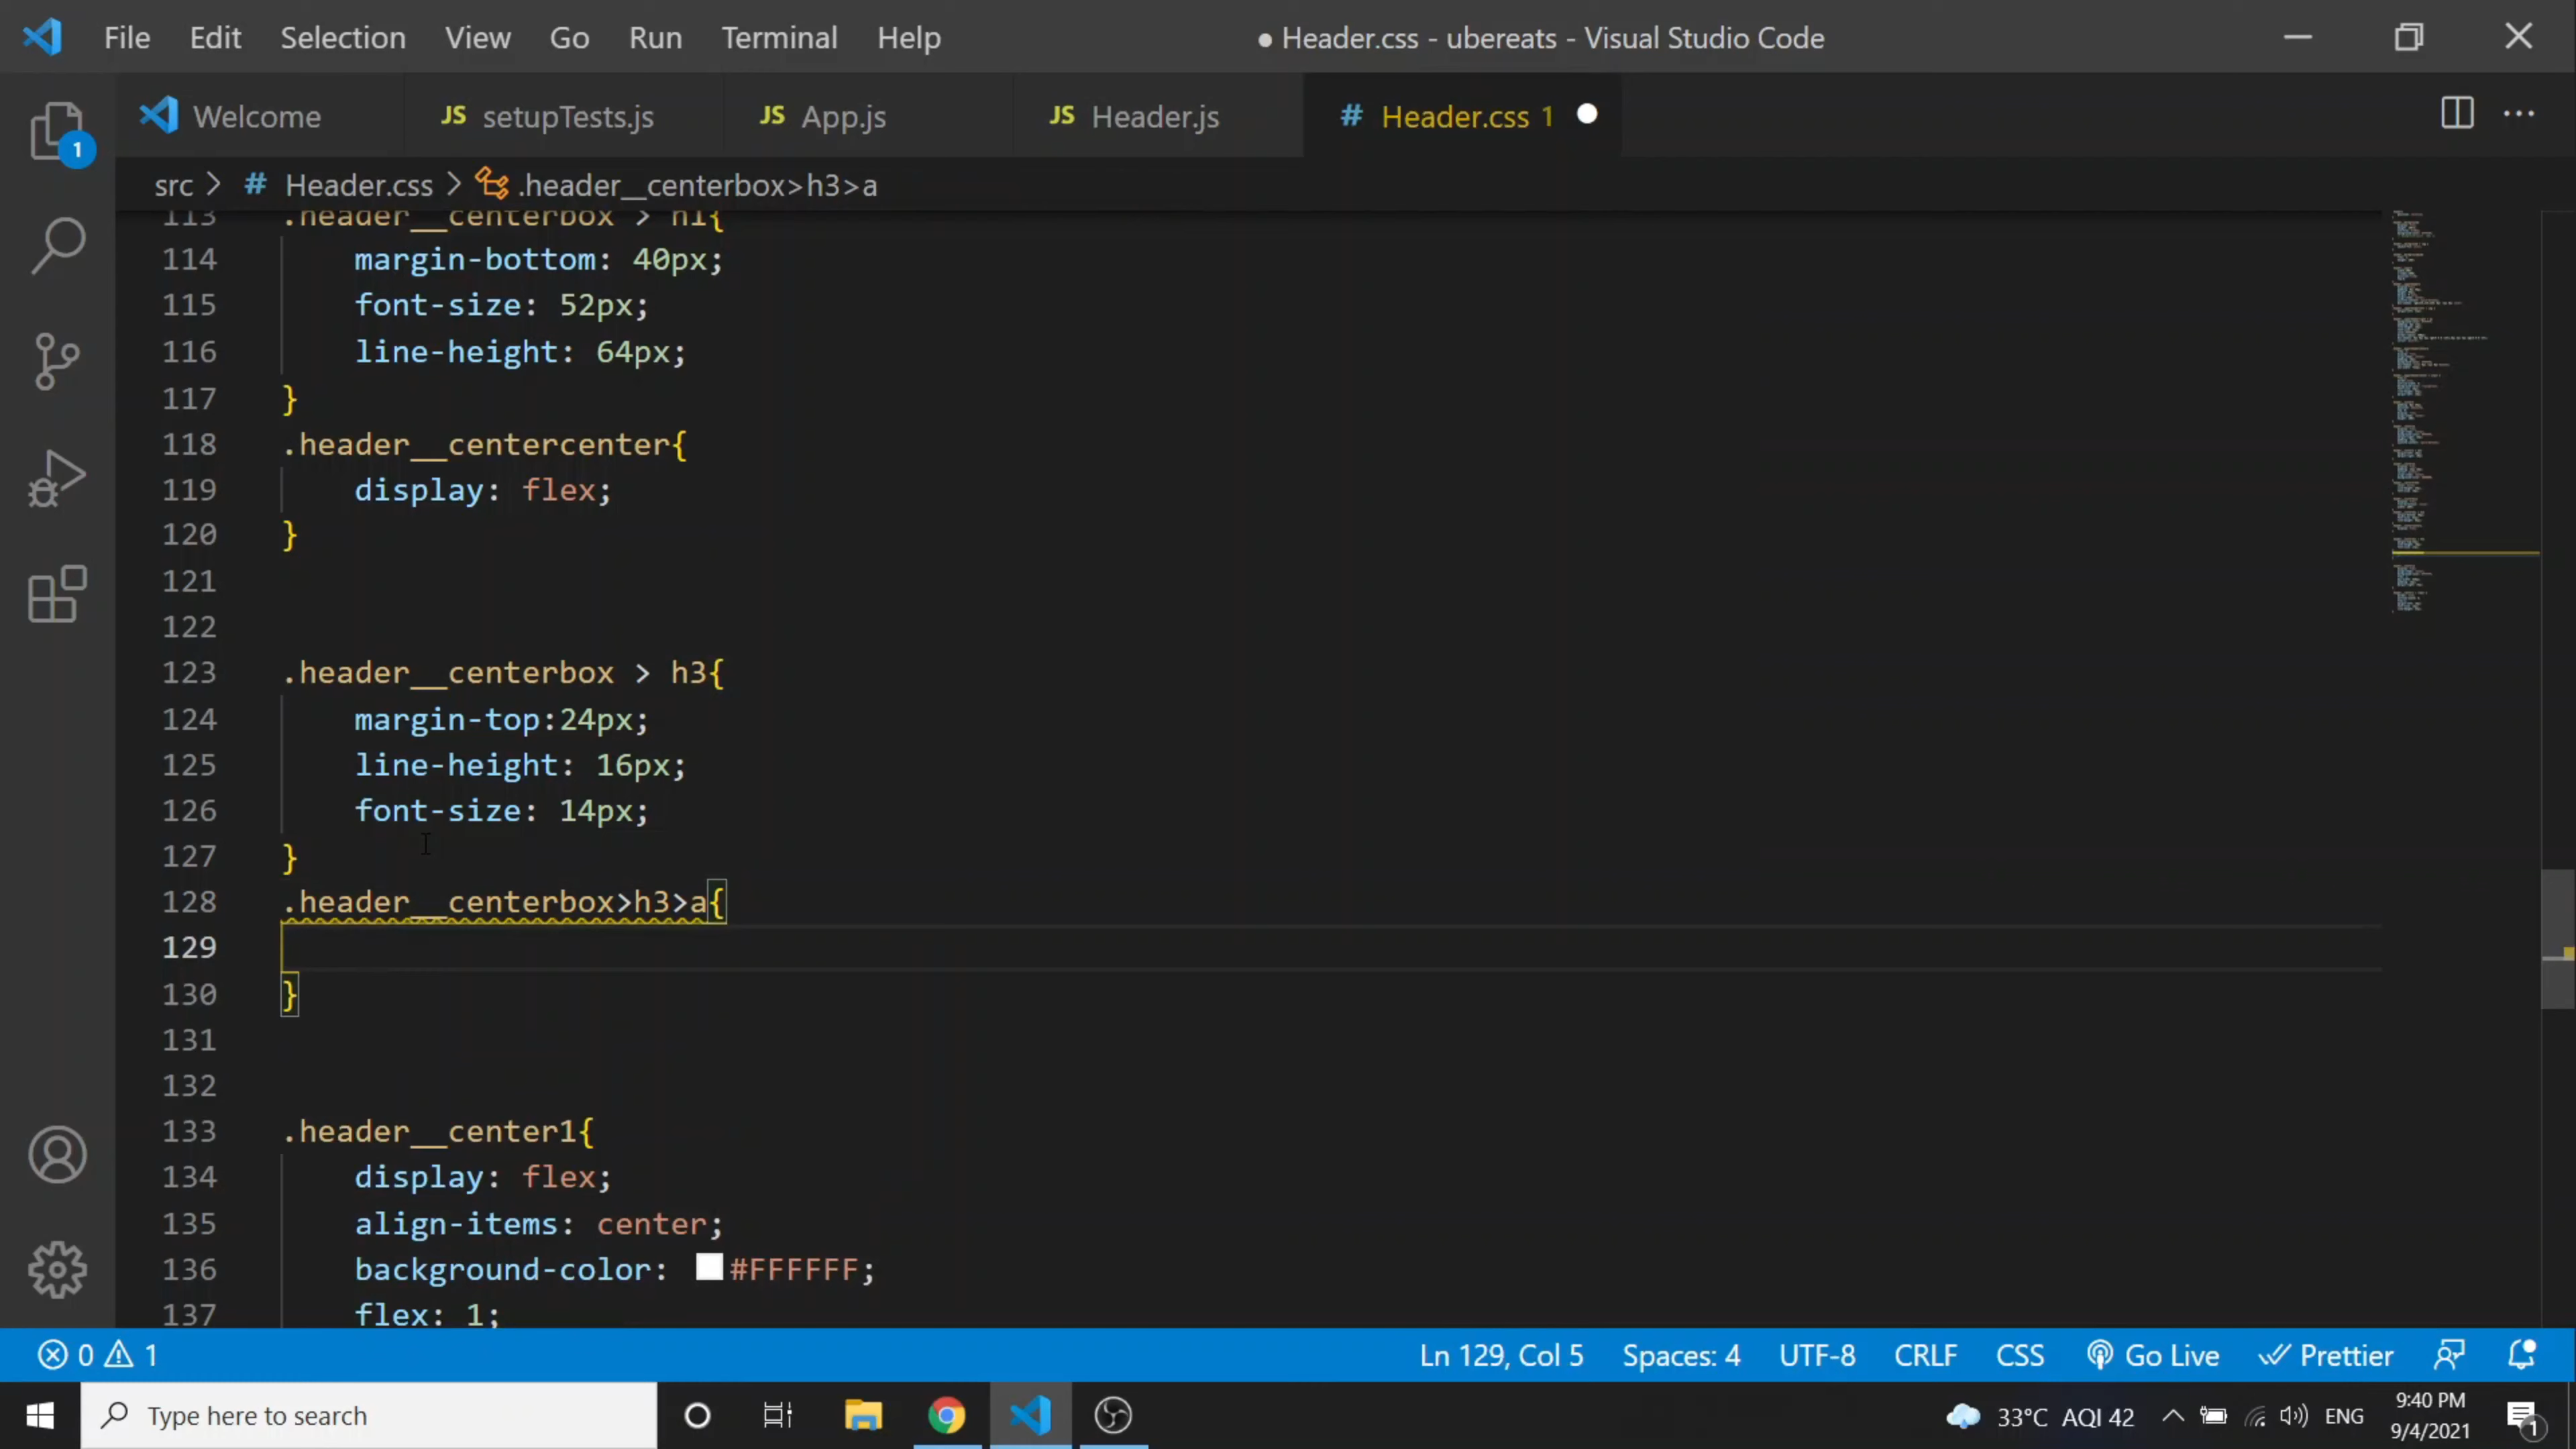 File Edit Selection View Go Run Terminal Help ● Header.css - ubereats - Visual Studio Code
Welcome JS setupTests.js JS App.js JS Header.js # Header.css 1
1
src > # Header.css > .header__centerbox>h3>a
113 .header__centerbox > h1{
114 margin-bottom: 40px;
115 font-size: 52px;
116 line-height: 64px;
117 }
118 .header__centercenter{
119 display: flex;
120 }
121
122
123 .header__centerbox > h3{
124 margin-top:24px;
125 line-height: 16px;
126 font-size: 14px;
127 }
128 .header__centerbox>h3>a{
129
130 }
131
132
133 .header__center1{
134 display: flex;
135 align-items: center;
136 background-color: #FFFFFF;
137 flex: 1;
0 1 Ln 129, Col 5 Spaces: 4 UTF-8 CRLF CSS Go Live Prettier
Type here to search 33°C AQI 42 ENG 9:40 PM
9/4/2021 1